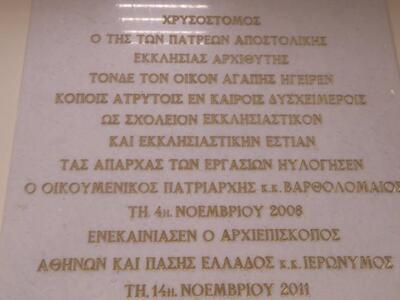 ΧΡΥΣΟΣΤΟΜΟΣ
Ο ΤΗΣ ΤΩΝ ΠΑΤΡΕΩΝ ΑΠΟΣΤΟΛΙΚΗΣ
ΕΚΚΛΗΣΙΑΣ ΑΡΧΙΘΥΤΗΣ
ΤΟΝΔΕ ΤΟΝ ΟΙΚΟΝ ΑΓΑΠΗΣ ΗΓΕΙΡΕΝ
ΚΟΠΟΙΣ ΑΤΡΥΤΟΙΣ ΕΝ ΚΑΙΡΟΙΣ ΔΥΣΧΕΙΜΕΡΟΙΣ
ΩΣ ΣΧΟΛΕΙΟΝ ΕΚΚΛΗΣΙΑΣΤΙΚΟΝ
ΚΑΙ ΕΚΚΛΗΣΙΑΣΤΙΚΗΝ ΕΣΤΙΑΝ
ΤΑΣ ΑΠΑΡΧΑΣ ΤΩΝ ΕΡΓΑΣΙΩΝ ΗΥΛΟΓΗΣΕΝ
Ο ΟΙΚΟΥΜΕΝΙΚΟΣ ΠΑΤΡΙΑΡΧΗΣ κ.κ. ΒΑΡΘΟΛΟΜΑΙΟΣ
ΤΗ, 4η. ΝΟΕΜΒΡΙΟΥ 2008
ΕΝΕΚΑΙΝΙΑΣΕΝ Ο ΑΡΧΙΕΠΙΣΚΟΠΟΣ
ΑΘΗΝΩΝ ΚΑΙ ΠΑΣΗΣ ΕΛΛΑΔΟΣ κ.κ. ΙΕΡΩΝΥΜΟΣ
ΤΗ, 14η. ΝΟΕΜΒΡΙΟΥ 2011